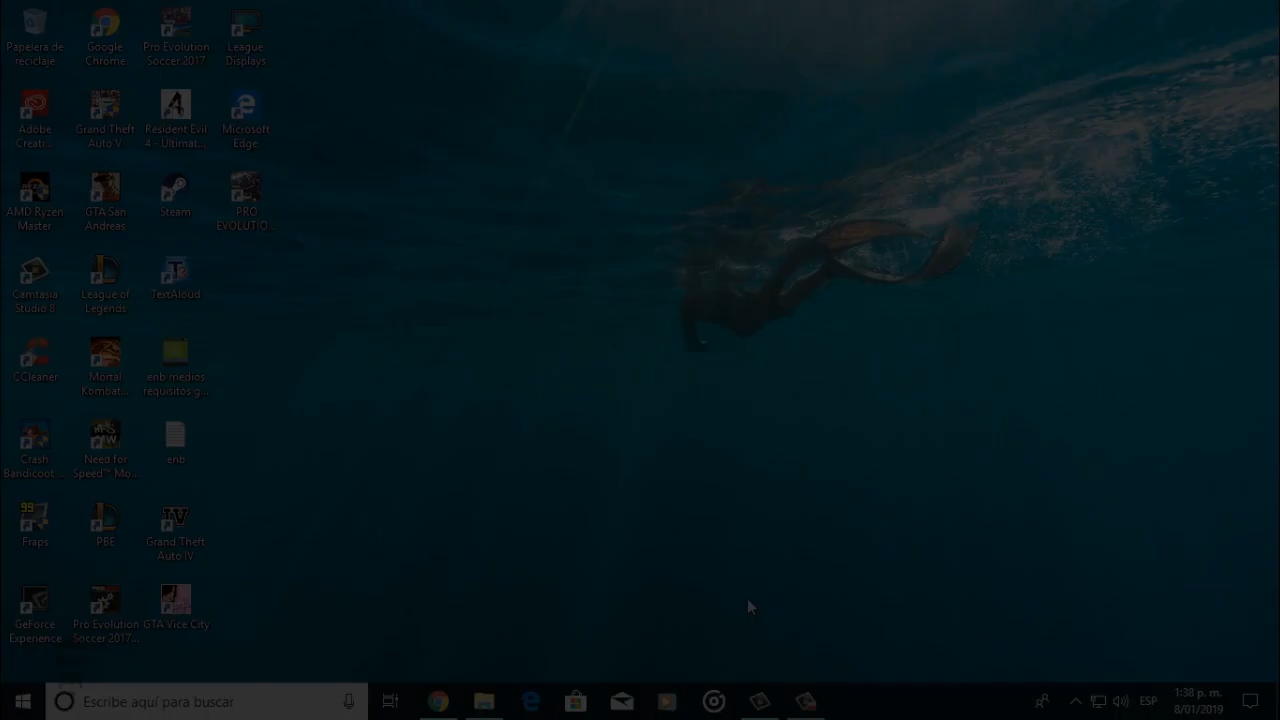 Papelera de
reciclaje
Google
Chrome
Pro Evolution
Soccer 2017
League
Displays
Adobe
Creati...
Grand Theft
Auto V
Resident Evil
4 - Ultimat...
Microsoft
Edge
AMD Ryzen
Master
GTA San
Andreas
Steam
PRO
EVOLUTIO...
Camtasia
Studio 8
League of
Legends
TextAloud
CCleaner
Mortal
Kombat...
enb medios
requisitos g...
Crash
Bandicoot ...
Need for
Speed™ Mo...
enb
99
Fraps
PBE
IV
Grand Theft
Auto IV
GeForce
Experience
Pro Evolution
Soccer 2017...
GTA Vice City
Escribe aquí para buscar
ESP
1:38 p. m.
8/01/2019